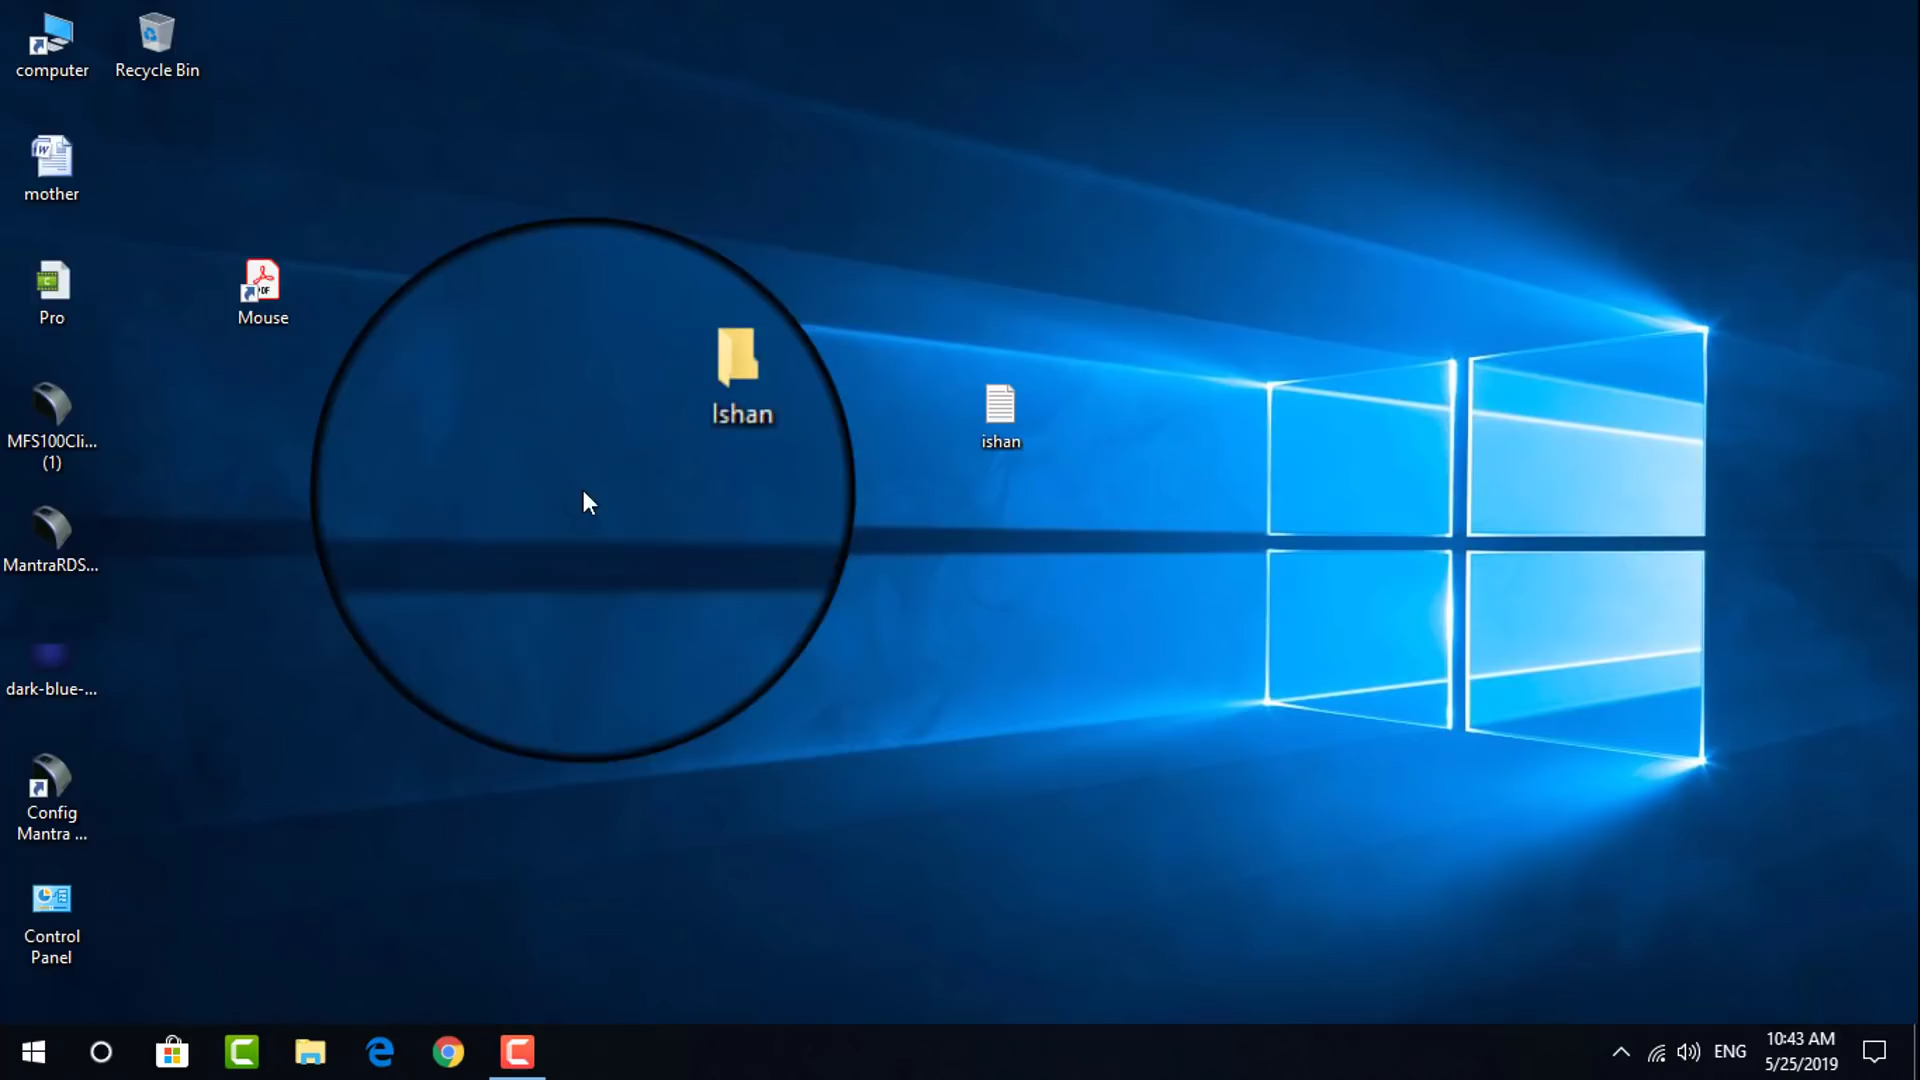 computer
Recycle Bin
mother
Pro
Mouse
Ishan
ishan
MFS100Cli...
(1)
MantraRDS...
dark-blue-...
Config
Mantra ...
Control
Panel
ENG
10:43 AM
5/25/2019